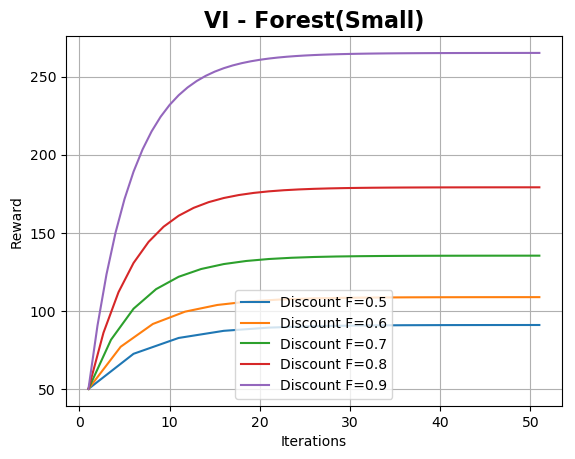 VI - Forest(Small)
250
200
150
100
50
Reward
Discount F=0.5
Discount F=0.6
Discount F=0.7
Discount F=0.8
Discount F=0.9
0
10
20
30
40
50
Iterations